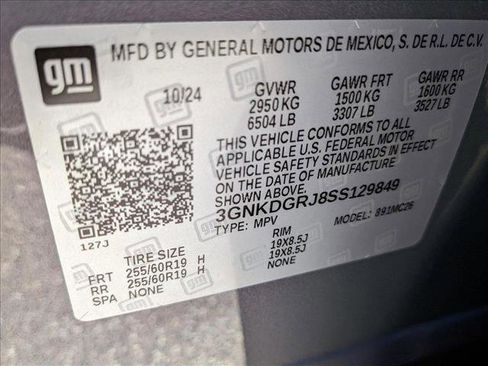 gm
MFD BY GENERAL MOTORS DE MEXICO, S. DE R.L. DE C.V.
10/24 GVWR GAWR FRT GAWR RR
2950 KG 1500 KG 1600 KG
6504 LB 3307 LB 3527 LB
THIS VEHICLE CONFORMS TO ALL
APPLICABLE U.S. FEDERAL MOTOR
VEHICLE SAFETY STANDARDS IN EFFECT
ON THE DATE OF MANUFACTURE
SHOWN ABOVE.
3GNKDGRJ8SS129849
TYPE: MPV MODEL: 891MC26
127J
TIRE SIZE RIM
FRT 255/60R19 H 19X8.5J
RR 255/60R19 H 19X8.5J
SPA NONE NONE